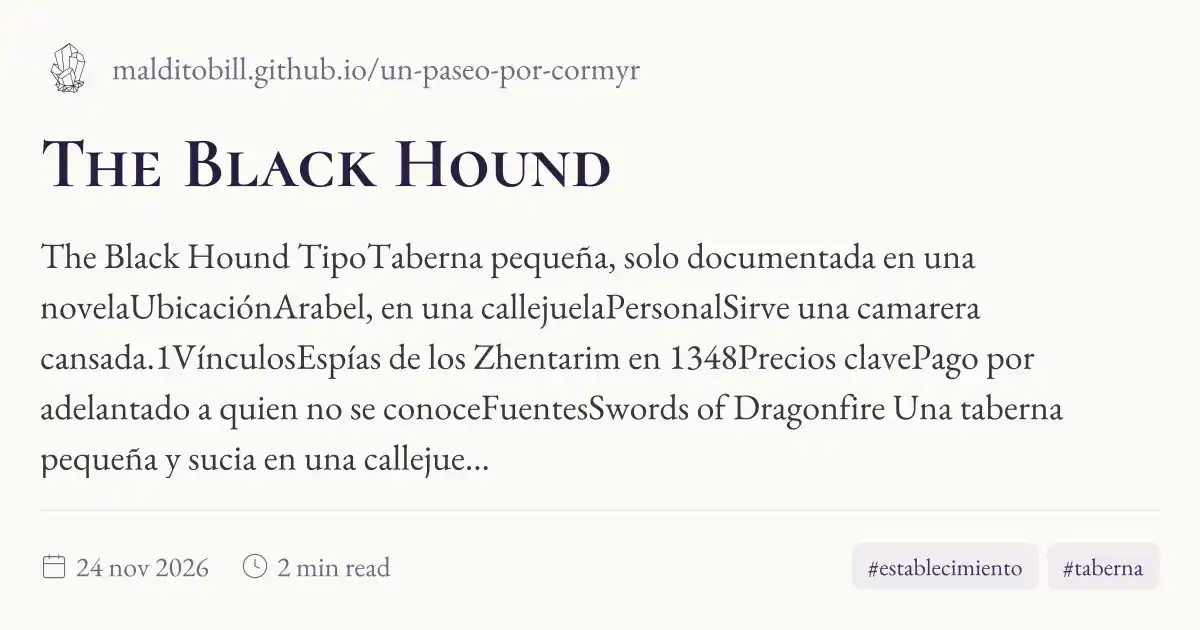 malditobill.github.io/un-paseo-por-cormyr
The Black Hound
The Black Hound TipoTaberna pequeña, solo documentada en una
novelaUbicaciónArabel, en una callejuelaPersonalSirve una camarera
cansada.1VínculosEspías de los Zhentarim en 1348Precios clavePago por
adelantado a quien no se conoceFuentesSwords of Dragonfire Una taberna
pequeña y sucia en una callejue...
24 nov 2026 2 min read #establecimiento #taberna